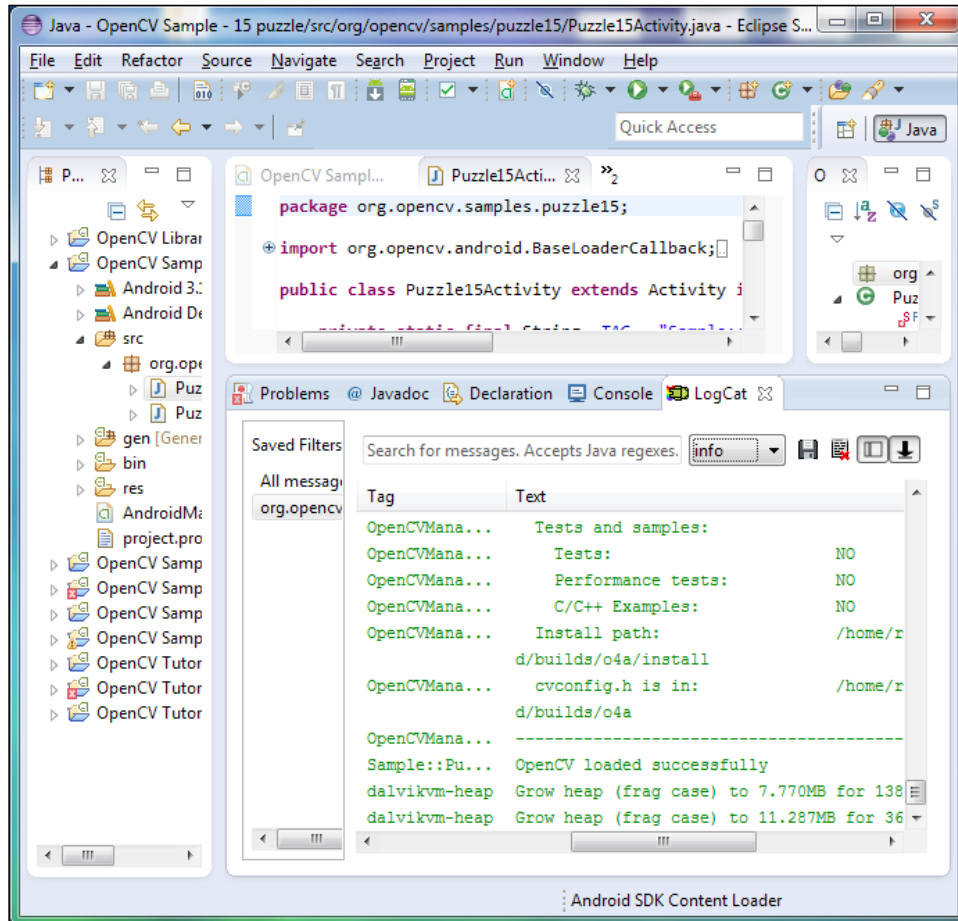 Java - OpenCV Sample - 15 puzzle/src/org/opencv/samples/puzzle15/Puzzle15Activity.java - Eclipse S...
File Edit Refactor Source Navigate Search Project Run Window Help
Quick Access
Java
P...
OpenCV Sampl...
Puzzle15Acti...
»2
O
package org.opencv.samples.puzzle15;
import org.opencv.android.BaseLoaderCallback;
public class Puzzle15Activity extends Activity i
private static final String TAG = "Sample::
OpenCV Librar
OpenCV Samp
Android 3.
Android De
src
org.ope
Puz
Puz
gen [Gener
bin
res
AndroidMa
project.pro
OpenCV Samp
OpenCV Samp
OpenCV Samp
OpenCV Samp
OpenCV Tutor
OpenCV Tutor
OpenCV Tutor
org
Puz
F
Problems @ Javadoc Declaration Console LogCat
Saved Filters
All messag
org.opencv
Search for messages. Accepts Java regexes.
info
Tag Text
OpenCVMana... Tests and samples:
OpenCVMana... Tests: NO
OpenCVMana... Performance tests: NO
OpenCVMana... C/C++ Examples: NO
OpenCVMana... Install path: /home/r
d/builds/o4a/install
OpenCVMana... cvconfig.h is in: /home/r
d/builds/o4a
OpenCVMana... ----------------------------------------
Sample::Pu... OpenCV loaded successfully
dalvikvm-heap Grow heap (frag case) to 7.770MB for 138
dalvikvm-heap Grow heap (frag case) to 11.287MB for 36
Android SDK Content Loader